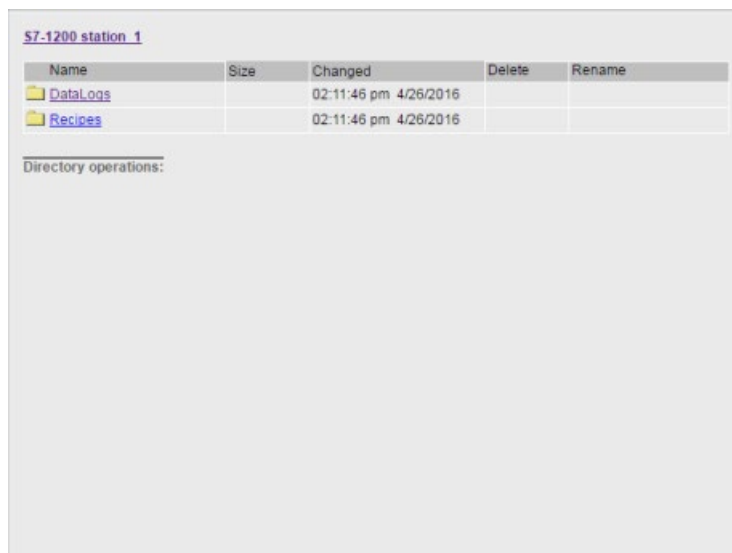 S7-1200 station_1
Name Size Changed Delete Rename
DataLogs 02:11:46 pm 4/26/2016
Recipes 02:11:46 pm 4/26/2016
Directory operations: